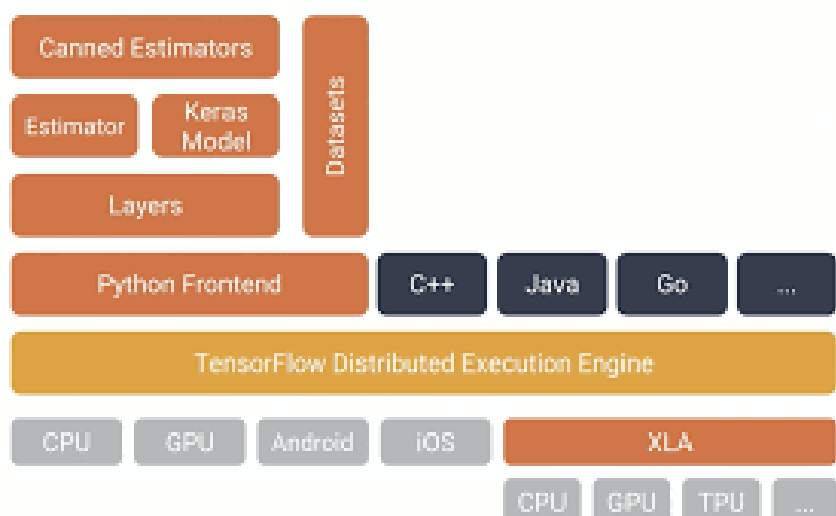 Canned Estimators
Datasets
Estimator
Keras
Model
Layers
Python Frontend
C++
Java
Go
...
TensorFlow Distributed Execution Engine
CPU
GPU
Android
iOS
XLA
CPU
GPU
TPU
...